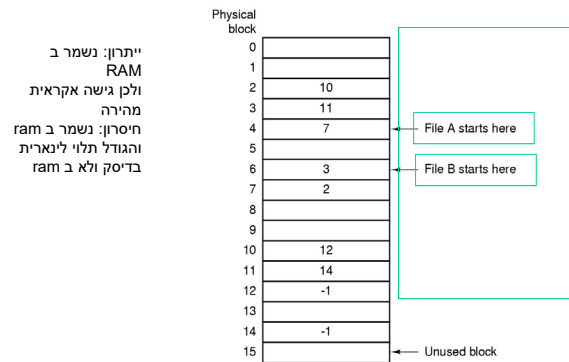 ייתרון: נשמר ב
RAM
ולכן גישה אקראית
מהירה
חיסרון: נשמר ב ram
והגודל תלוי לינארית
בדיסק ולא ב ram
Physical
block
0
1
2 10
3 11
4 7 File A starts here
5
6 3 File B starts here
7 2
8
9
10 12
11 14
12 -1
13
14 -1
15 Unused block